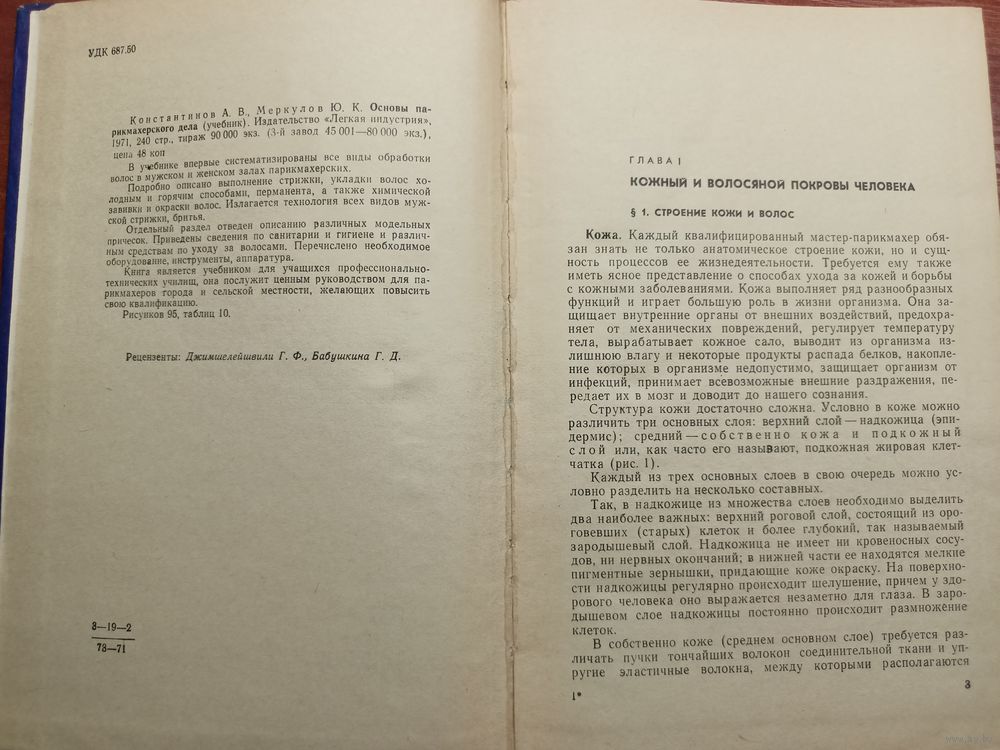 УДК 687.50
Константинов А. В., Меркулов Ю. К. Основы па-
рикмахерского дела (учебник). Издательство «Легкая индустрия»,
1971, 240 стр., тираж 90 000 экз. (3-й завод 45 001—80 000 экз.),
цена 48 коп
В учебнике впервые систематизированы все виды обработки
волос в мужском и женском залах парикмахерских.
Подробно описано выполнение стрижки, укладки волос хо-
лодным и горячим способами, перманента, а также химической
завивки и окраски волос. Излагается технология всех видов муж-
ской стрижки, бритья.
Отдельный раздел отведен описанию различных модельных
причесок. Приведены сведения по санитарии и гигиене и различ-
ным средствам по уходу за волосами. Перечислено необходимое
оборудование, инструменты, аппаратура.
Книга является учебником для учащихся профессионально-
технических училищ, она послужит ценным руководством для па-
рикмахеров города и сельской местности, желающих повысить
свою квалификацию.
Рисунков 95, таблиц 10.
Рецензенты: Джимшелейшвили Г. Ф., Бабушкина Г. Д.
3—19—2
78—71
ГЛАВА I
КОЖНЫЙ И ВОЛОСЯНОЙ ПОКРОВЫ ЧЕЛОВЕКА
§ 1. СТРОЕНИЕ КОЖИ И ВОЛОС
Кожа. Каждый квалифицированный мастер-парикмахер обя-
зан знать не только анатомическое строение кожи, но и сущ-
ность процессов ее жизнедеятельности. Требуется ему также
иметь ясное представление о способах ухода за кожей и борьбы
с кожными заболеваниями. Кожа выполняет ряд разнообразных
функций и играет большую роль в жизни организма. Она за-
щищает внутренние органы от внешних воздействий, предохра-
няет от механических повреждений, регулирует температуру
тела, вырабатывает кожное сало, выводит из организма из-
лишнюю влагу и некоторые продукты распада белков, накопле-
ние которых в организме недопустимо, защищает организм от
инфекций, принимает всевозможные внешние раздражения, пе-
редает их в мозг и доводит до нашего сознания.
Структура кожи достаточно сложна. Условно в коже можно
различить три основных слоя: верхний слой — надкожица (эпи-
дермис); средний — собственно кожа и подкожный
слой или, как часто его называют, подкожная жировая клет-
чатка (рис. 1).
Каждый из трех основных слоев в свою очередь можно ус-
ловно разделить на несколько составных.
Так, в надкожице из множества слоев необходимо выделить
два наиболее важных: верхний роговой слой, состоящий из оро-
говевших (старых) клеток и более глубокий, так называемый
зародышевый слой. Надкожица не имеет ни кровеносных сосу-
дов, ни нервных окончаний; в нижней части ее находятся мелкие
пигментные зернышки, придающие коже окраску. На поверхно-
сти надкожицы регулярно происходит шелушение, причем у здо-
рового человека оно выражается незаметно для глаза. В заро-
дышевом слое надкожицы постоянно происходит размножение
клеток.
В собственно коже (среднем основном слое) требуется раз-
личать пучки тончайших волокон соединительной ткани и уп-
ругие эластичные волокна, между которыми располагаются
1*
3